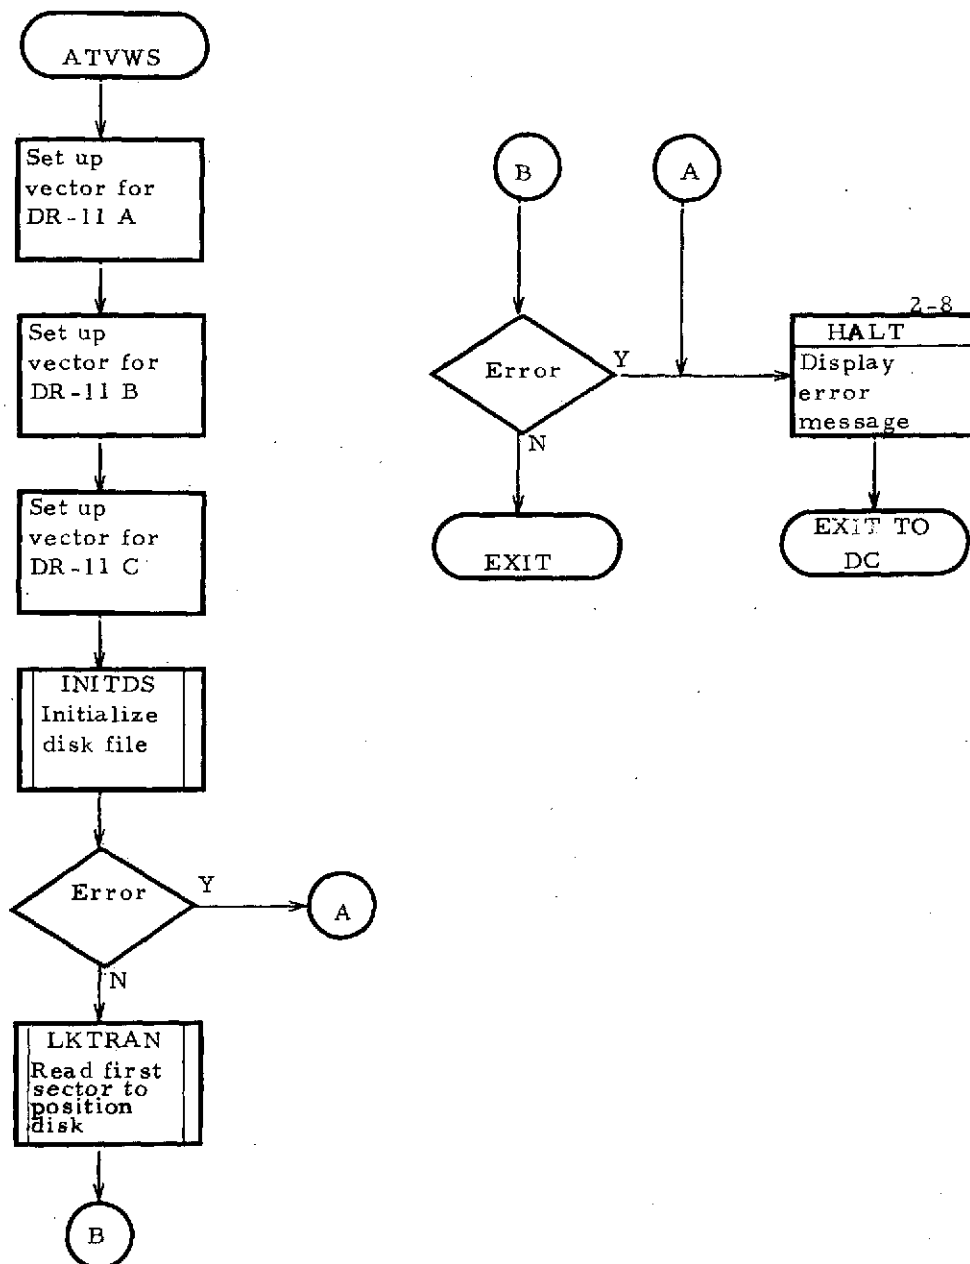 ATVWS
Set up
vector for
DR-11 A
Set up
vector for
DR-11 B
Set up
vector for
DR-11 C
INITDS
Initialize
disk file
Error
Y
A
N
LKTRAN
Read first
sector to
position
disk
B
B
A
Error
Y
N
EXIT
2-8
HALT
Display
error
message
EXIT TO
DC